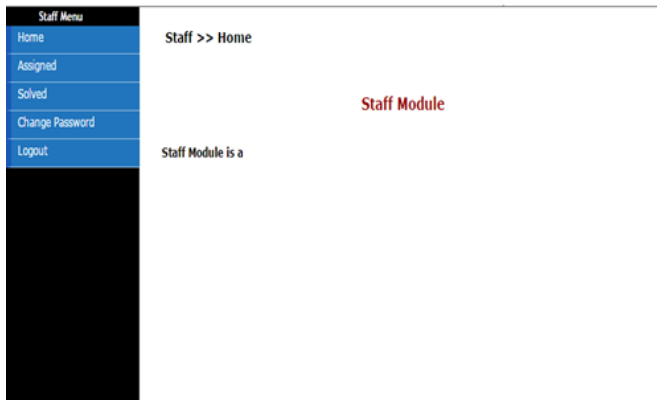 Staff Menu
Home
Assigned
Solved
Change Password
Logout
Staff >> Home
Staff Module
Staff Module is a